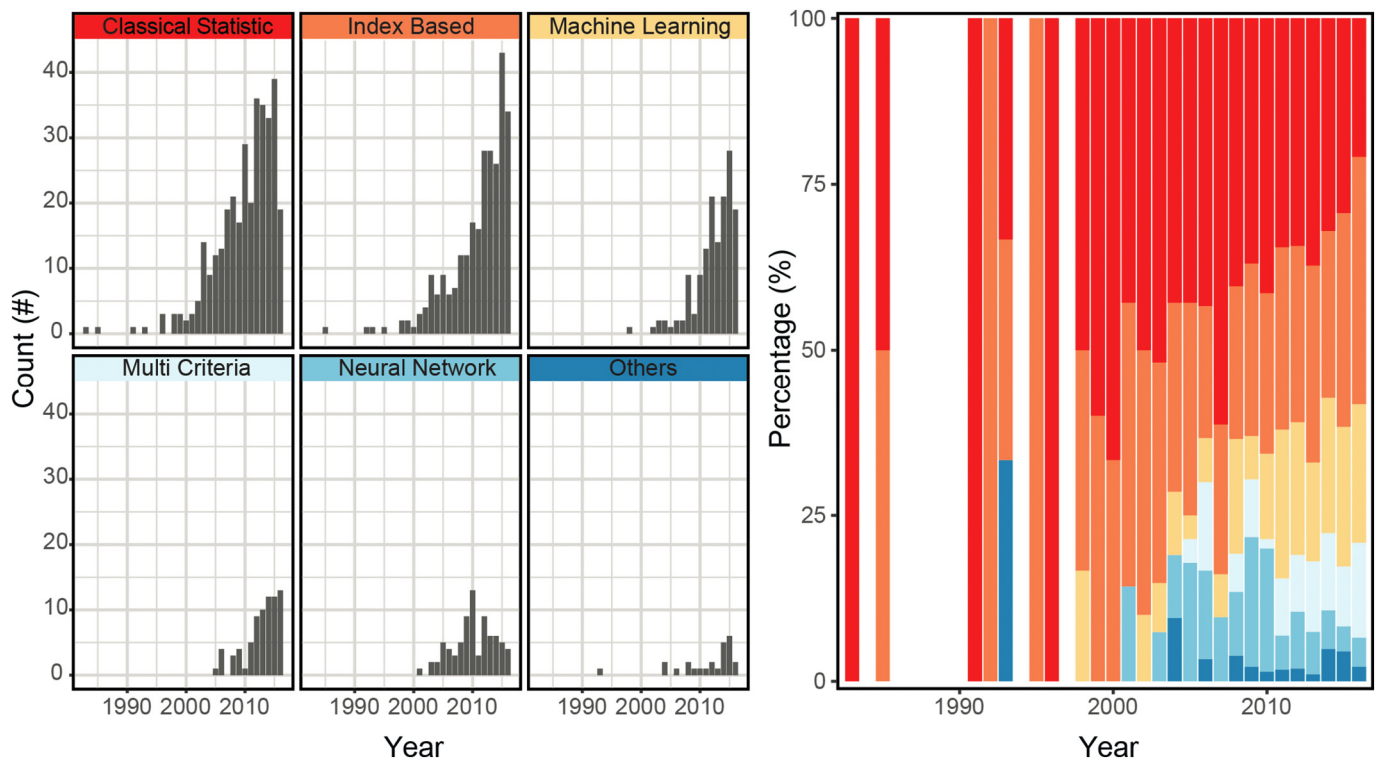 Classical Statistic Index Based Machine Learning
40
30
20
10
0
Multi Criteria Neural Network Others
40
30
20
10
0
1990 2000 2010 1990 2000 2010 1990 2000 2010
Count (#)
Year
100
75
50
25
0
1990 2000 2010
Percentage (%)
Year